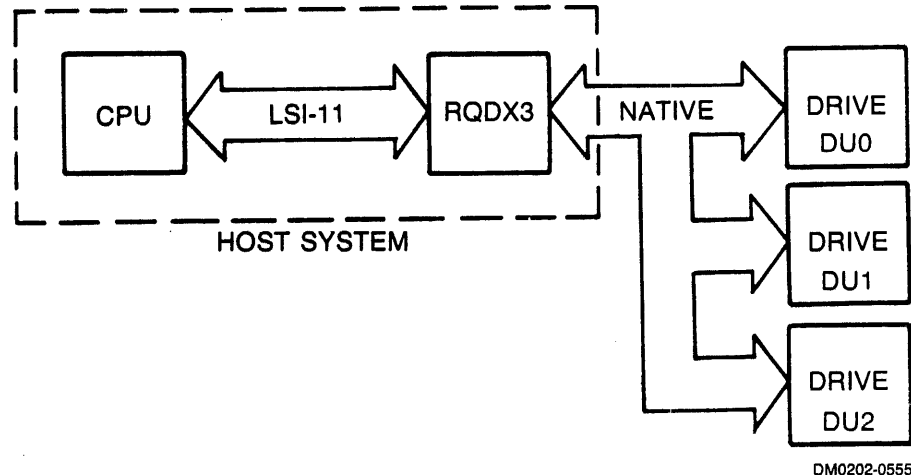 CPU
LSI-11
RQDX3
NATIVE
DRIVE
DU0
HOST SYSTEM
DRIVE
DU1
DRIVE
DU2
DM0202-0555